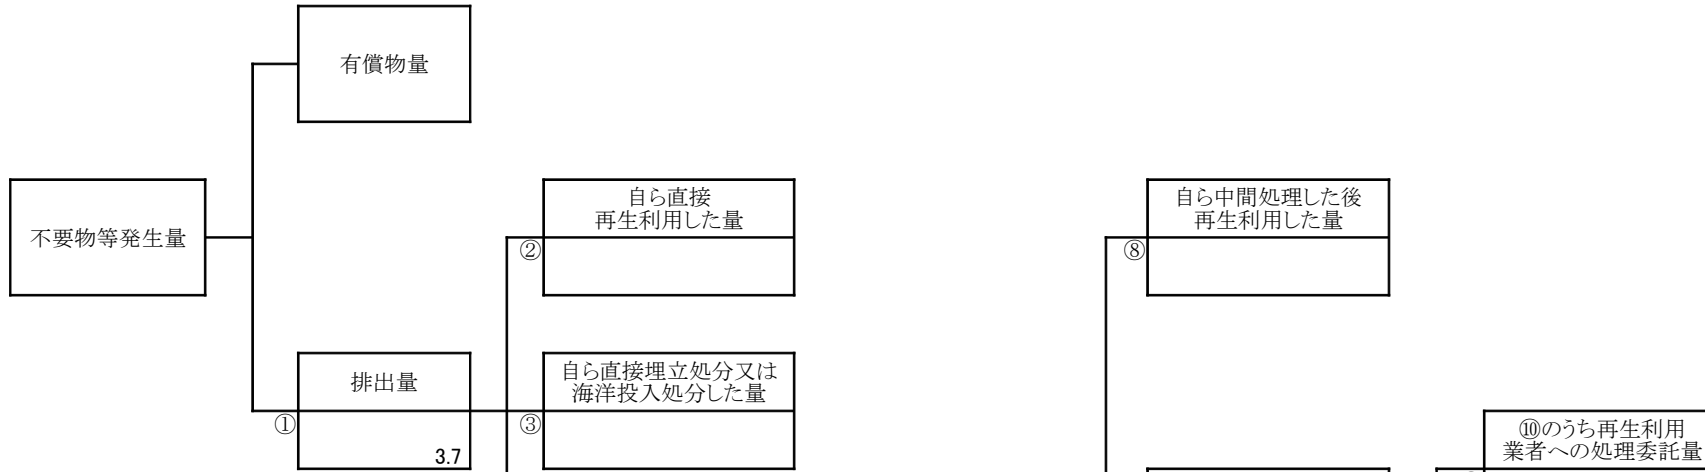 有償物量
不要物等発生量
自ら直接
再生利用した量
②
自ら中間処理した後
再生利用した量
⑧
排出量
①
3.7
自ら直接埋立処分又は
海洋投入処分した量
③
⑩のうち再生利用
業者への処理委託量